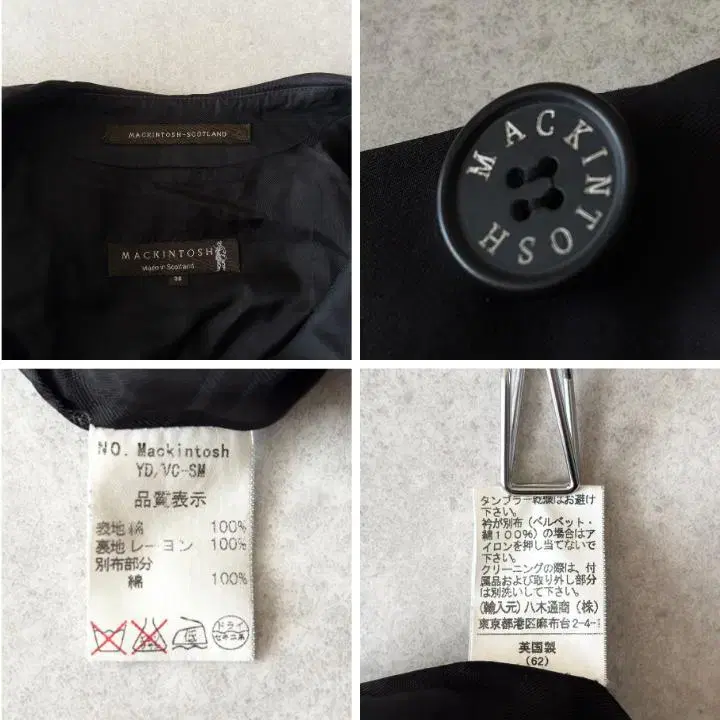 MACKINTOSH-SCOTLAND
MACKINTOSH
Made in Scotland
38
MACKINTOSH
NO. Mackintosh
YD/VC-SM
品質表示
表地 綿 100%
裏地 レーヨン 100%
別布部分
綿 100%
低
ドライ
セキユ系
タンブラー乾燥はお避け
下さい。
衿が別布(ベルベット・
綿100%)の場合はア
イロンを押し当てないで
下さい。
クリーニングの際は、付
属品および取り外し部分
は別洗いして下さい。
(輸入元)八木通商(株)
東京都港区麻布台2-4-
英国製
(62)